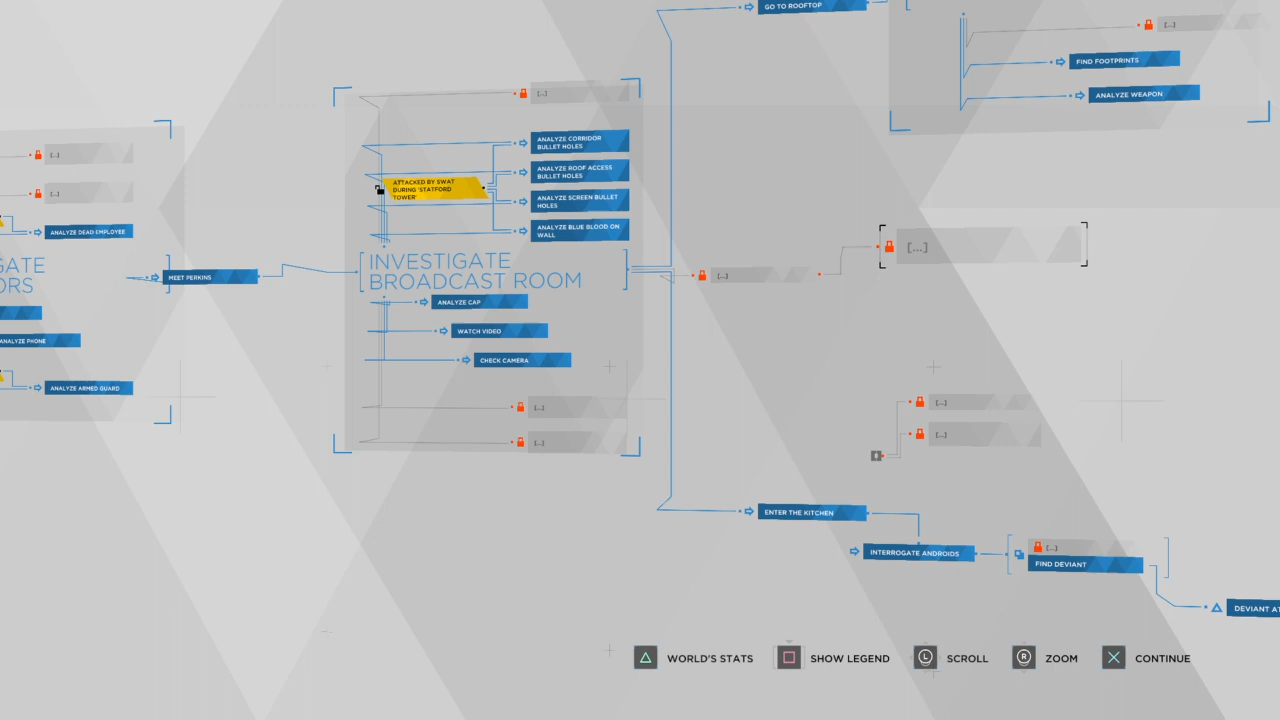 GO TO ROOFTOP
[...]
FIND FOOTPRINTS
ANALYZE WEAPON
[...]
[...]
ANALYZE DEAD EMPLOYEE
GATE
ORS
ANALYZE PHONE
ANALYZE ARMED GUARD
MEET PERKINS
[...]
ANALYZE CORRIDOR
BULLET HOLES
ANALYZE ROOF ACCESS
BULLET HOLES
ATTACKED BY SWAT
DURING 'STATFORD
TOWER'
ANALYZE SCREEN BULLET
HOLES
ANALYZE BLUE BLOOD ON
WALL
INVESTIGATE
BROADCAST ROOM
ANALYZE CAP
WATCH VIDEO
CHECK CAMERA
[...]
[...]
[...]
[...]
[...]
[...]
ENTER THE KITCHEN
INTERROGATE ANDROIDS
[...]
FIND DEVIANT
DEVIANT AT
WORLD'S STATS
SHOW LEGEND
L
SCROLL
R
ZOOM
CONTINUE